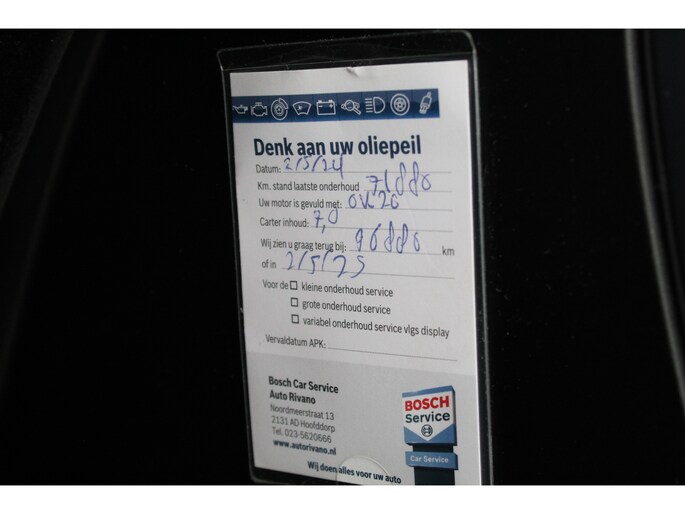 Denk aan uw oliepeil
Datum: 2/5/24
Km. stand laatste onderhoud 71880
Uw motor is gevuld met: 0W20
Carter inhoud: 7,0
Wij zien u graag terug bij: 96880 km
of in 2/5/25
Voor de □ kleine onderhoud service
□ grote onderhoud service
□ variabel onderhoud service vlgs display
Vervaldatum APK:
Bosch Car Service
Auto Rivano
Noordmeerstraat 13
2131 AD Hoofddorp
Tel. 023-5620666
www.autorivano.nl
Wij doen alles voor uw auto
BOSCH
Service
Car Service